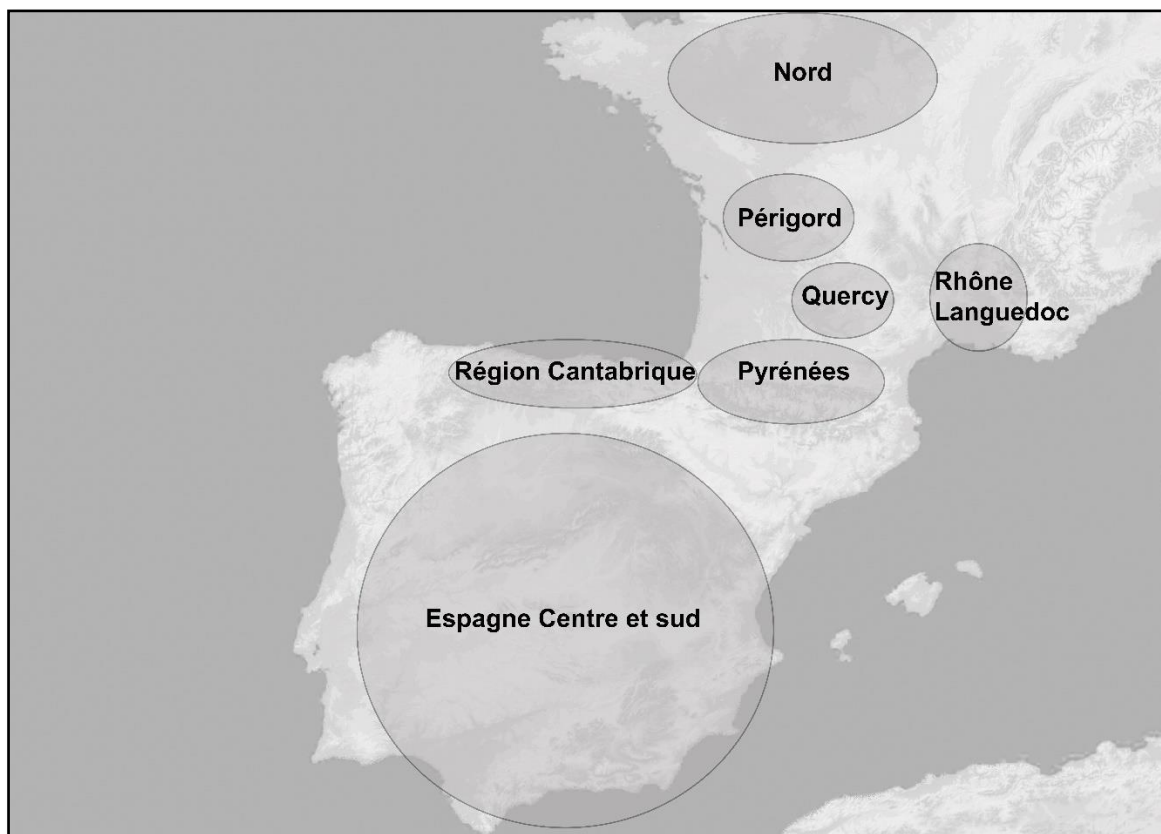 Nord
Périgord
Quercy
Rhône
Languedoc
Région Cantabrique
Pyrénées
Espagne Centre et sud